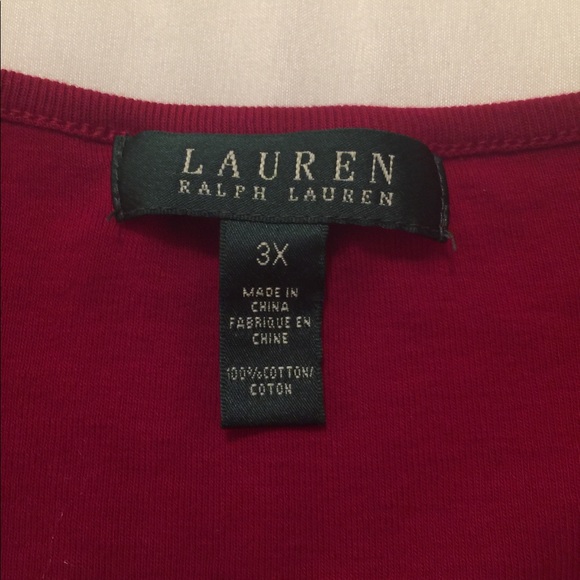 LAUREN
RALPH LAUREN
3X
MADE IN
CHINA
FABRIQUE EN
CHINE
100%COTTON/
COTON